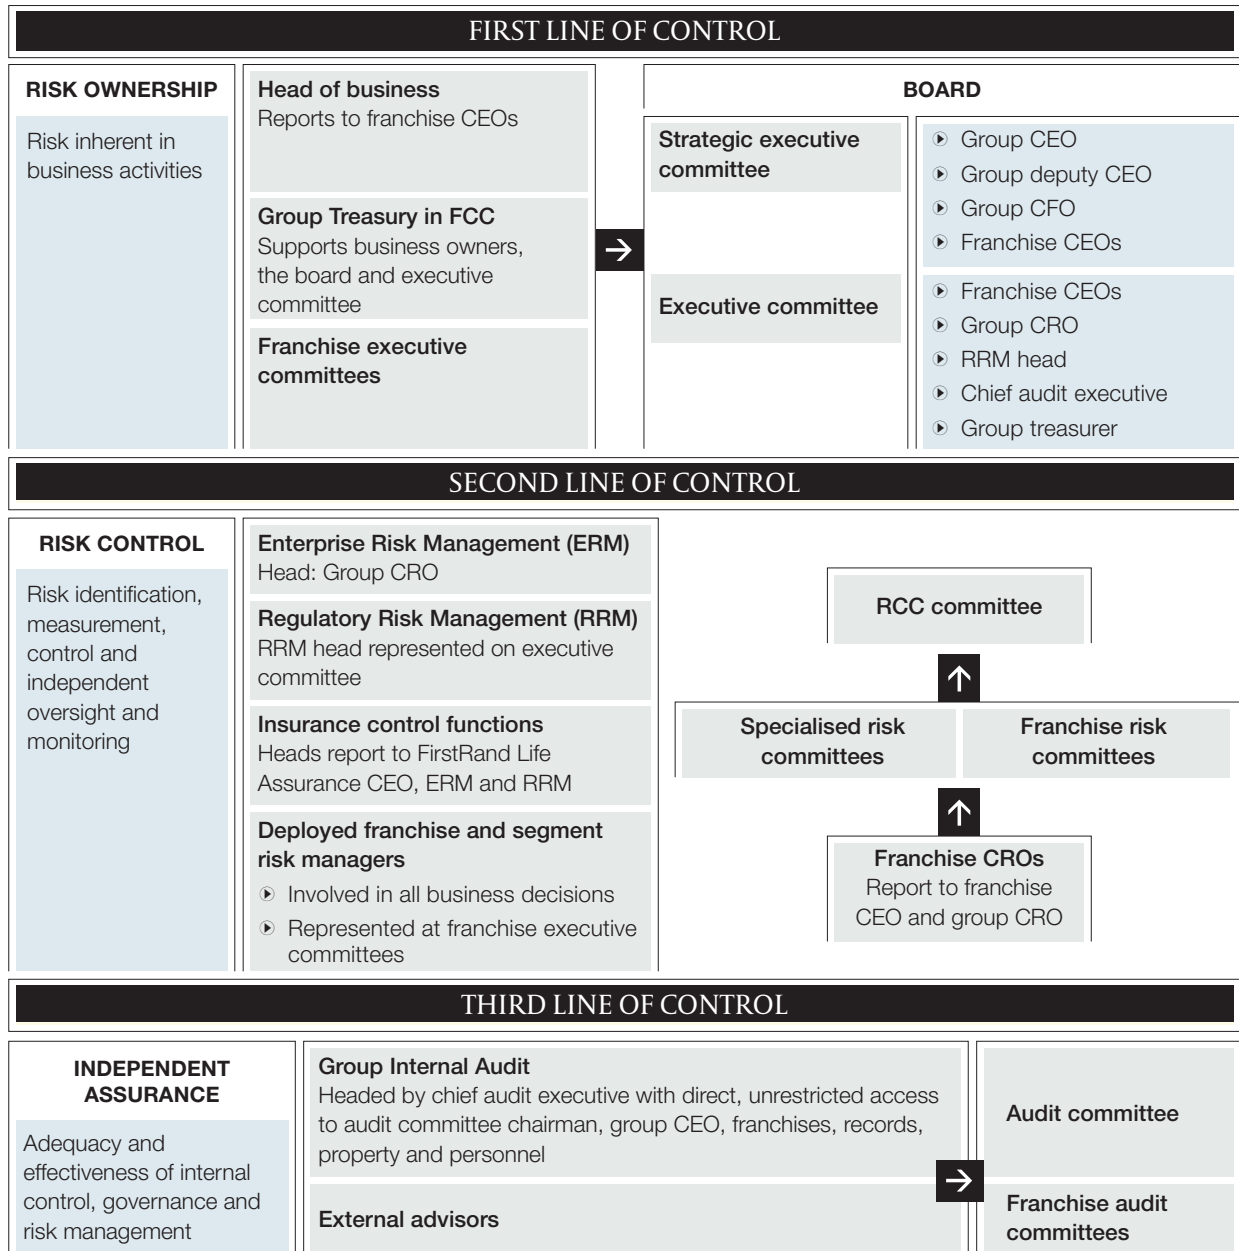 FIRST LINE OF CONTROL
RISK OWNERSHIP
Risk inherent in
business activities
Head of business
Reports to franchise CEOs
Group Treasury in FCC
Supports business owners,
the board and executive
committee
Franchise executive
committees
BOARD
Strategic executive
committee
Group CEO
Group deputy CEO
Group CFO
Franchise CEOs
Executive committee
Franchise CEOs
Group CRO
RRM head
Chief audit executive
Group treasurer
SECOND LINE OF CONTROL
RISK CONTROL
Risk identification,
measurement,
control and
independent
oversight and
monitoring
Enterprise Risk Management (ERM)
Head: Group CRO
Regulatory Risk Management (RRM)
RRM head represented on executive
committee
Insurance control functions
Heads report to FirstRand Life
Assurance CEO, ERM and RRM
Deployed franchise and segment
risk managers
Involved in all business decisions
Represented at franchise executive
committees
RCC committee
Specialised risk
committees
Franchise risk
committees
Franchise CROs
Report to franchise
CEO and group CRO
THIRD LINE OF CONTROL
INDEPENDENT
ASSURANCE
Adequacy and
effectiveness of internal
control, governance and
risk management
Group Internal Audit
Headed by chief audit executive with direct, unrestricted access
to audit committee chairman, group CEO, franchises, records,
property and personnel
External advisors
Audit committee
Franchise audit
committees